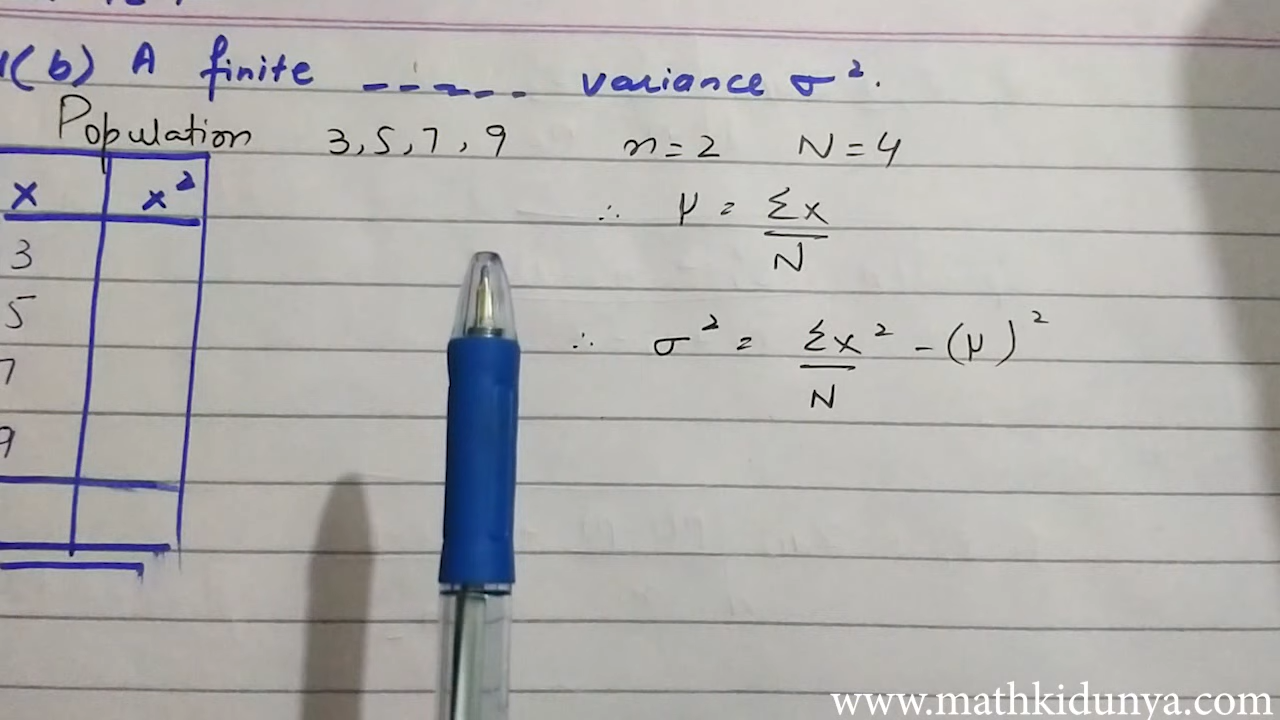 1(b) A finite ------ variance σ².
Population 3, 5, 7, 9 n = 2 N = 4
x x²
3
5
7
9
∴ μ = Σx / N
∴ σ² = Σx² / N - (μ)²
www.mathkidunya.com